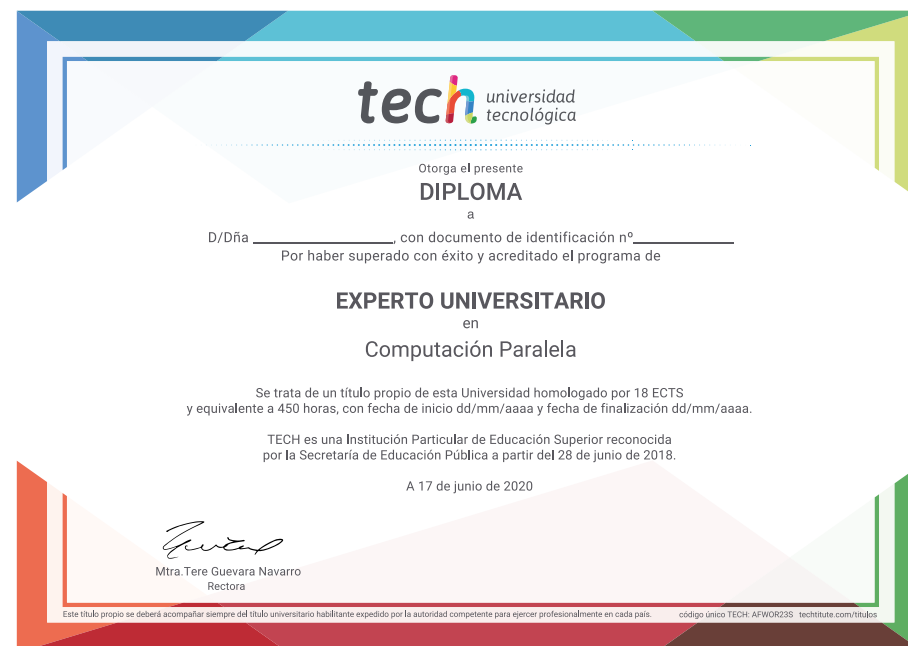 tech universidad
tecnológica
Otorga el presente
DIPLOMA
a
D/Dña ____________________, con documento de identificación nº______________
Por haber superado con éxito y acreditado el programa de
EXPERTO UNIVERSITARIO
en
Computación Paralela
Se trata de un título propio de esta Universidad homologado por 18 ECTS
y equivalente a 450 horas, con fecha de inicio dd/mm/aaaa y fecha de finalización dd/mm/aaaa.
TECH es una Institución Particular de Educación Superior reconocida
por la Secretaría de Educación Pública a partir del 28 de junio de 2018.
A 17 de junio de 2020
Mtra.Tere Guevara Navarro
Rectora
Este título propio se deberá acompañar siempre del título universitario habilitante expedido por la autoridad competente para ejercer profesionalmente en cada país. código único TECH: AFWOR23S techtitute.com/titulos